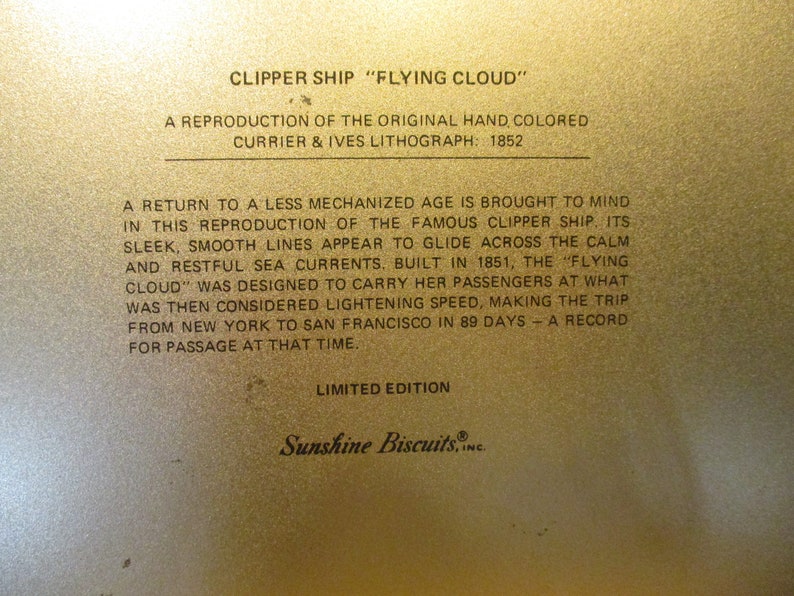 CLIPPER SHIP "FLYING CLOUD"
A REPRODUCTION OF THE ORIGINAL HAND COLORED
CURRIER & IVES LITHOGRAPH: 1852
A RETURN TO A LESS MECHANIZED AGE IS BROUGHT TO MIND
IN THIS REPRODUCTION OF THE FAMOUS CLIPPER SHIP. ITS
SLEEK, SMOOTH LINES APPEAR TO GLIDE ACROSS THE CALM
AND RESTFUL SEA CURRENTS. BUILT IN 1851, THE "FLYING
CLOUD" WAS DESIGNED TO CARRY HER PASSENGERS AT WHAT
WAS THEN CONSIDERED LIGHTENING SPEED, MAKING THE TRIP
FROM NEW YORK TO SAN FRANCISCO IN 89 DAYS – A RECORD
FOR PASSAGE AT THAT TIME.
LIMITED EDITION
Sunshine Biscuits,® INC.